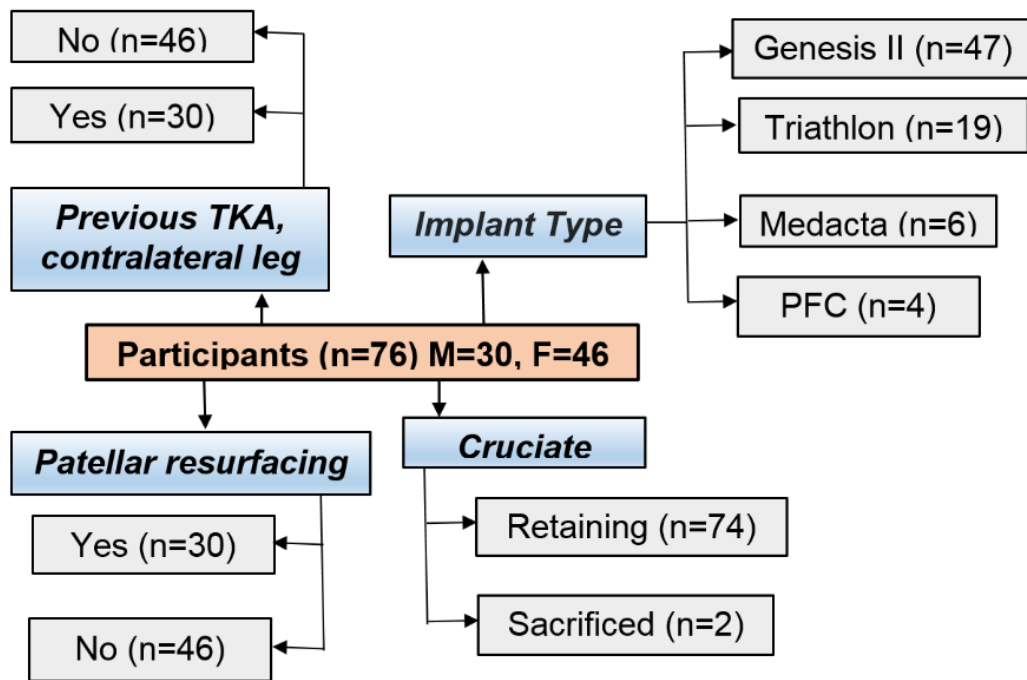 No (n=46)
Yes (n=30)
Previous TKA,
contralateral leg
Implant Type
Genesis II (n=47)
Triathlon (n=19)
Medacta (n=6)
PFC (n=4)
Participants (n=76) M=30, F=46
Patellar resurfacing
Yes (n=30)
No (n=46)
Cruciate
Retaining (n=74)
Sacrificed (n=2)